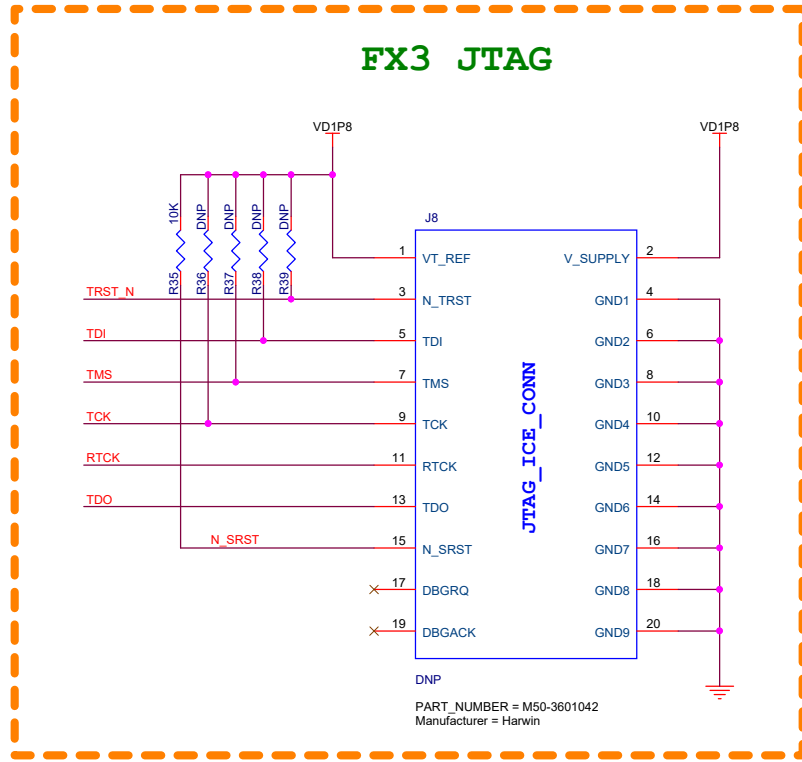 FX3 JTAG
VD1P8
VD1P8
10K
DNP
DNP
DNP
DNP
R35
R36
R37
R38
R39
J8
1
VT_REF
V_SUPPLY
2
TRST_N
3
N_TRST
GND1
4
TDI
5
TDI
GND2
6
TMS
7
TMS
GND3
8
TCK
9
TCK
GND4
10
RTCK
11
RTCK
GND5
12
TDO
13
TDO
GND6
14
N_SRST
15
N_SRST
GND7
16
17
DBGRQ
GND8
18
19
DBGACK
GND9
20
JTAG_ICE_CONN
DNP
PART_NUMBER = M50-3601042
Manufacturer = Harwin